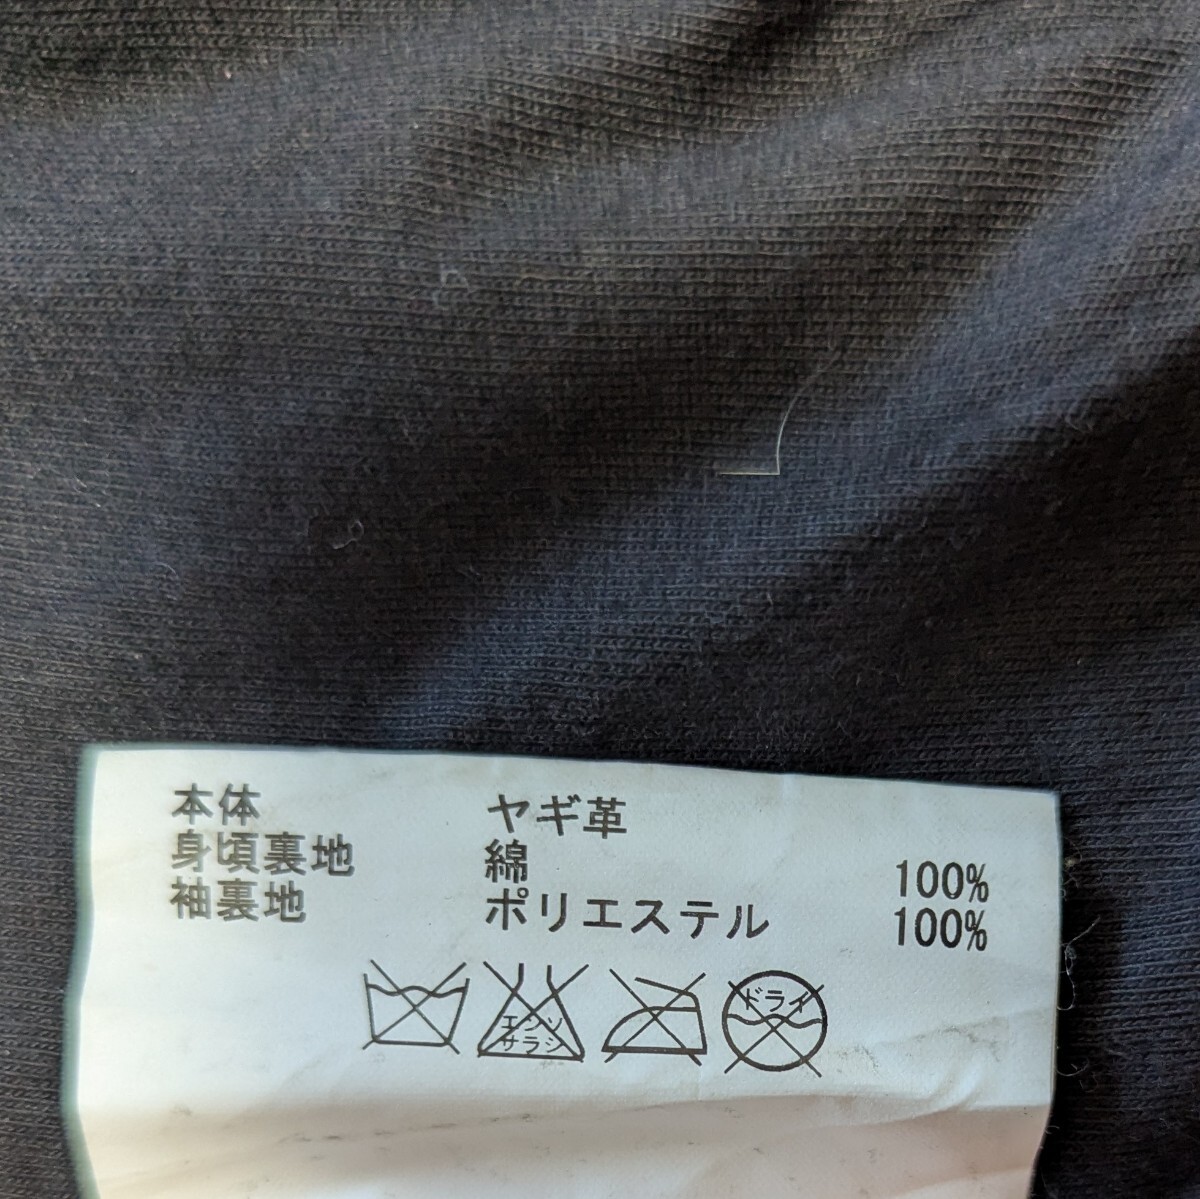 本体 ヤギ革
身頃裏地 綿 100%
袖裏地 ポリエステル 100%
エンソ
サラシ
ドライ